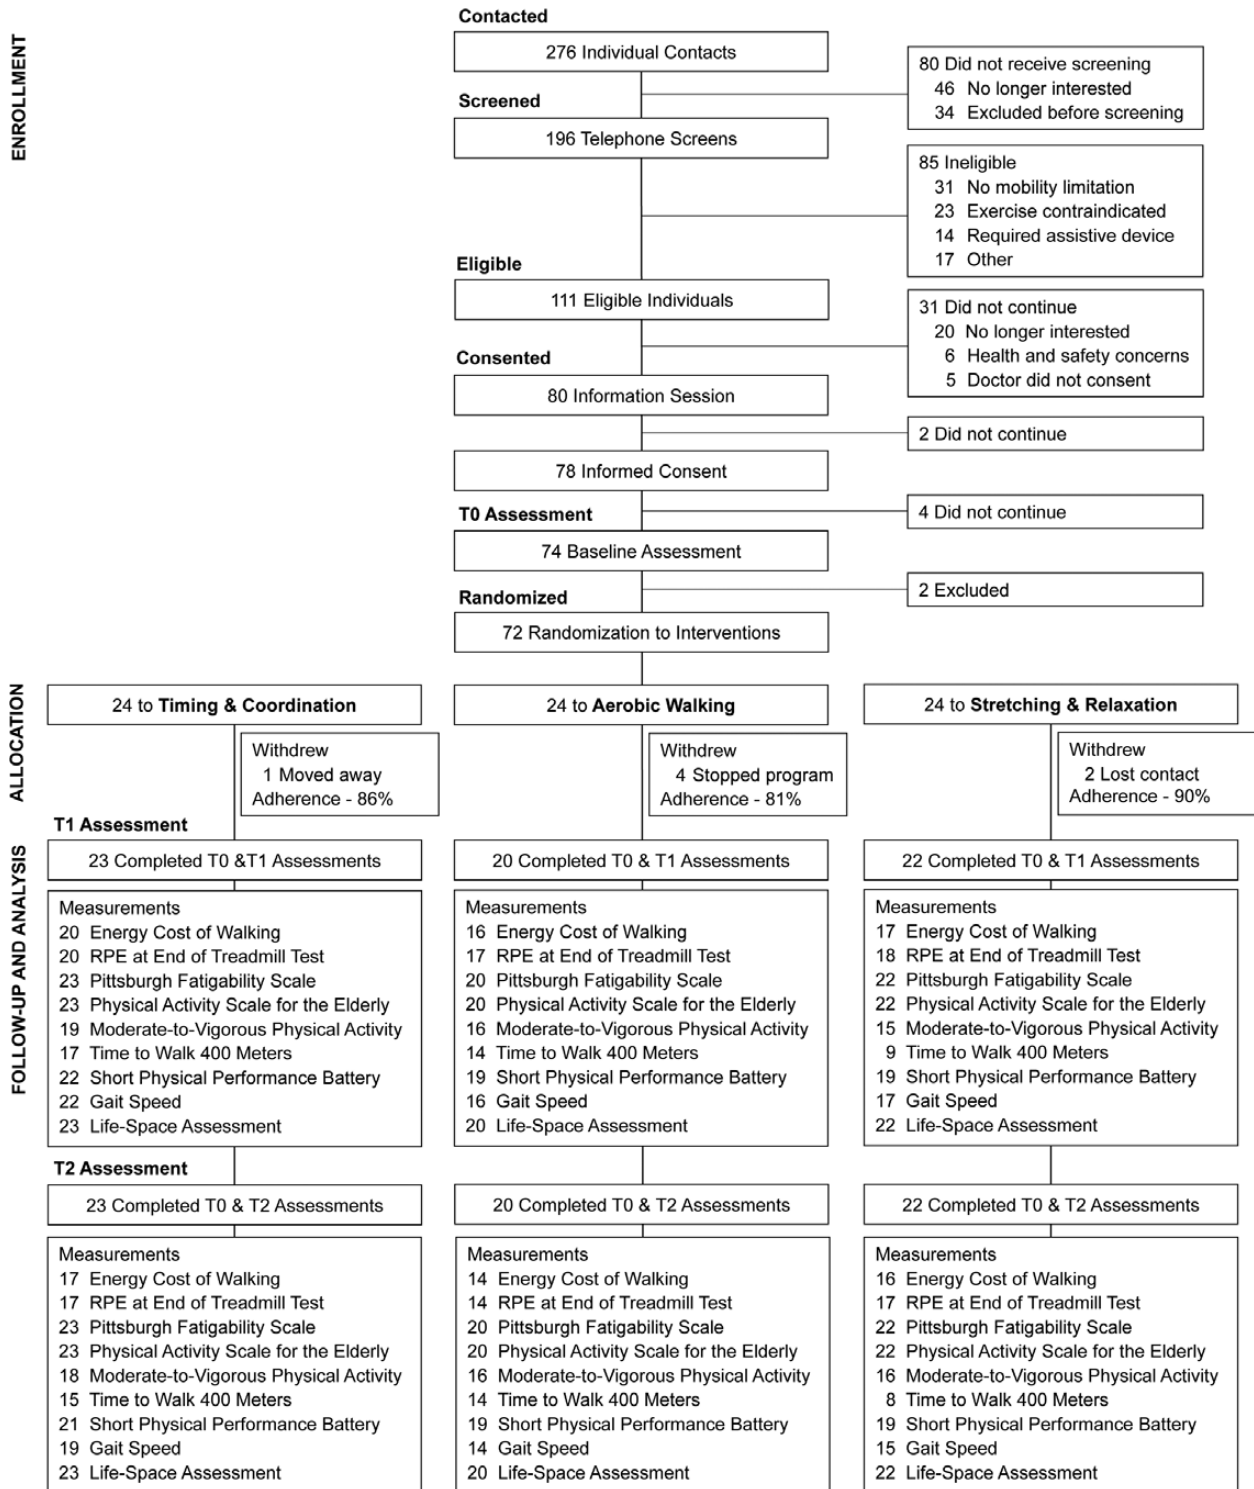 ENROLLMENT
Contacted
276 Individual Contacts
80 Did not receive screening
46 No longer interested
34 Excluded before screening
Screened
196 Telephone Screens
85 Ineligible
31 No mobility limitation
23 Exercise contraindicated
14 Required assistive device
17 Other
Eligible
111 Eligible Individuals
31 Did not continue
20 No longer interested
6 Health and safety concerns
5 Doctor did not consent
Consented
80 Information Session
2 Did not continue
78 Informed Consent
4 Did not continue
T0 Assessment
74 Baseline Assessment
2 Excluded
Randomized
72 Randomization to Interventions
ALLOCATION
24 to Timing & Coordination
Withdrew
1 Moved away
Adherence - 86%
24 to Aerobic Walking
Withdrew
4 Stopped program
Adherence - 81%
24 to Stretching & Relaxation
Withdrew
2 Lost contact
Adherence - 90%
FOLLOW-UP AND ANALYSIS
T1 Assessment
23 Completed T0 &T1 Assessments
Measurements
20 Energy Cost of Walking
20 RPE at End of Treadmill Test
23 Pittsburgh Fatigability Scale
23 Physical Activity Scale for the Elderly
19 Moderate-to-Vigorous Physical Activity
17 Time to Walk 400 Meters
22 Short Physical Performance Battery
22 Gait Speed
23 Life-Space Assessment
20 Completed T0 & T1 Assessments
Measurements
16 Energy Cost of Walking
17 RPE at End of Treadmill Test
20 Pittsburgh Fatigability Scale
20 Physical Activity Scale for the Elderly
16 Moderate-to-Vigorous Physical Activity
14 Time to Walk 400 Meters
19 Short Physical Performance Battery
16 Gait Speed
20 Life-Space Assessment
22 Completed T0 & T1 Assessments
Measurements
17 Energy Cost of Walking
18 RPE at End of Treadmill Test
22 Pittsburgh Fatigability Scale
22 Physical Activity Scale for the Elderly
15 Moderate-to-Vigorous Physical Activity
9 Time to Walk 400 Meters
19 Short Physical Performance Battery
17 Gait Speed
22 Life-Space Assessment
T2 Assessment
23 Completed T0 & T2 Assessments
Measurements
17 Energy Cost of Walking
17 RPE at End of Treadmill Test
23 Pittsburgh Fatigability Scale
23 Physical Activity Scale for the Elderly
18 Moderate-to-Vigorous Physical Activity
15 Time to Walk 400 Meters
21 Short Physical Performance Battery
19 Gait Speed
23 Life-Space Assessment
20 Completed T0 & T2 Assessments
Measurements
14 Energy Cost of Walking
14 RPE at End of Treadmill Test
20 Pittsburgh Fatigability Scale
20 Physical Activity Scale for the Elderly
16 Moderate-to-Vigorous Physical Activity
14 Time to Walk 400 Meters
19 Short Physical Performance Battery
14 Gait Speed
20 Life-Space Assessment
22 Completed T0 & T2 Assessments
Measurements
16 Energy Cost of Walking
17 RPE at End of Treadmill Test
22 Pittsburgh Fatigability Scale
22 Physical Activity Scale for the Elderly
16 Moderate-to-Vigorous Physical Activity
8 Time to Walk 400 Meters
19 Short Physical Performance Battery
15 Gait Speed
22 Life-Space Assessment